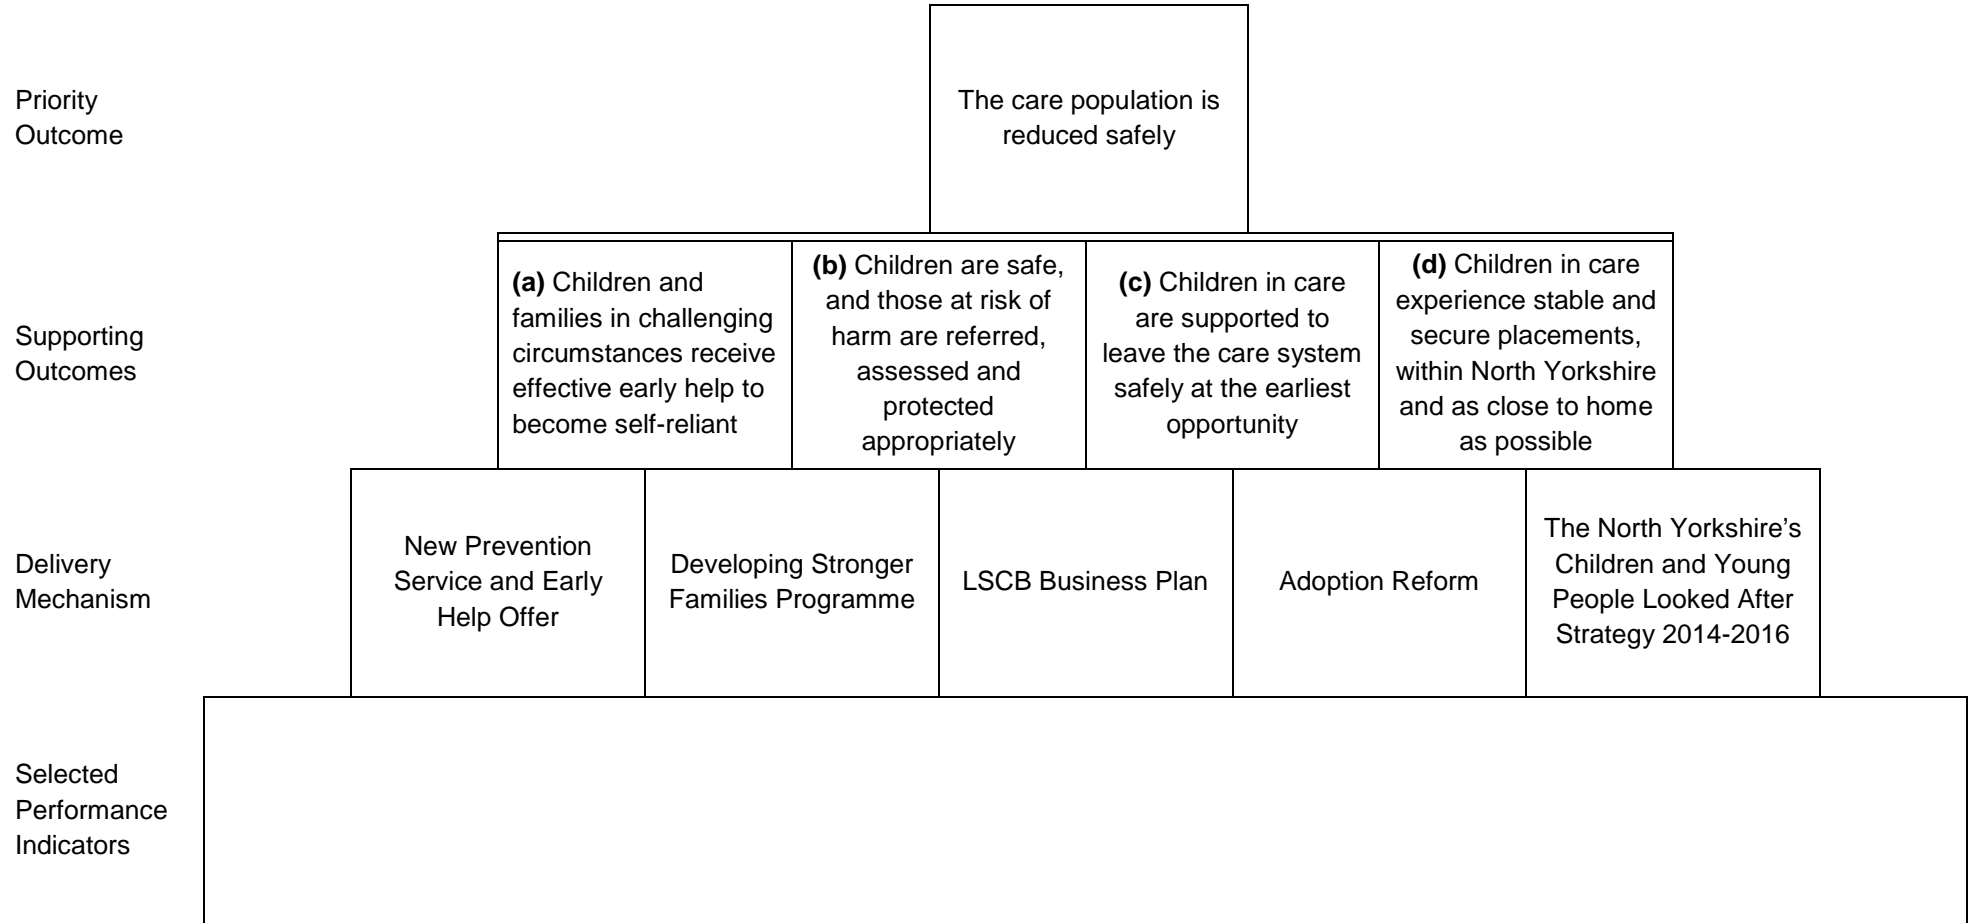 Priority
Outcome
The care population is
reduced safely
Supporting
Outcomes
(a) Children and
families in challenging
circumstances receive
effective early help to
become self-reliant
(b) Children are safe,
and those at risk of
harm are referred,
assessed and
protected
appropriately
(c) Children in care
are supported to
leave the care system
safely at the earliest
opportunity
(d) Children in care
experience stable and
secure placements,
within North Yorkshire
and as close to home
as possible
Delivery
Mechanism
New Prevention
Service and Early
Help Offer
Developing Stronger
Families Programme
LSCB Business Plan
Adoption Reform
The North Yorkshire’s
Children and Young
People Looked After
Strategy 2014-2016
Selected
Performance
Indicators